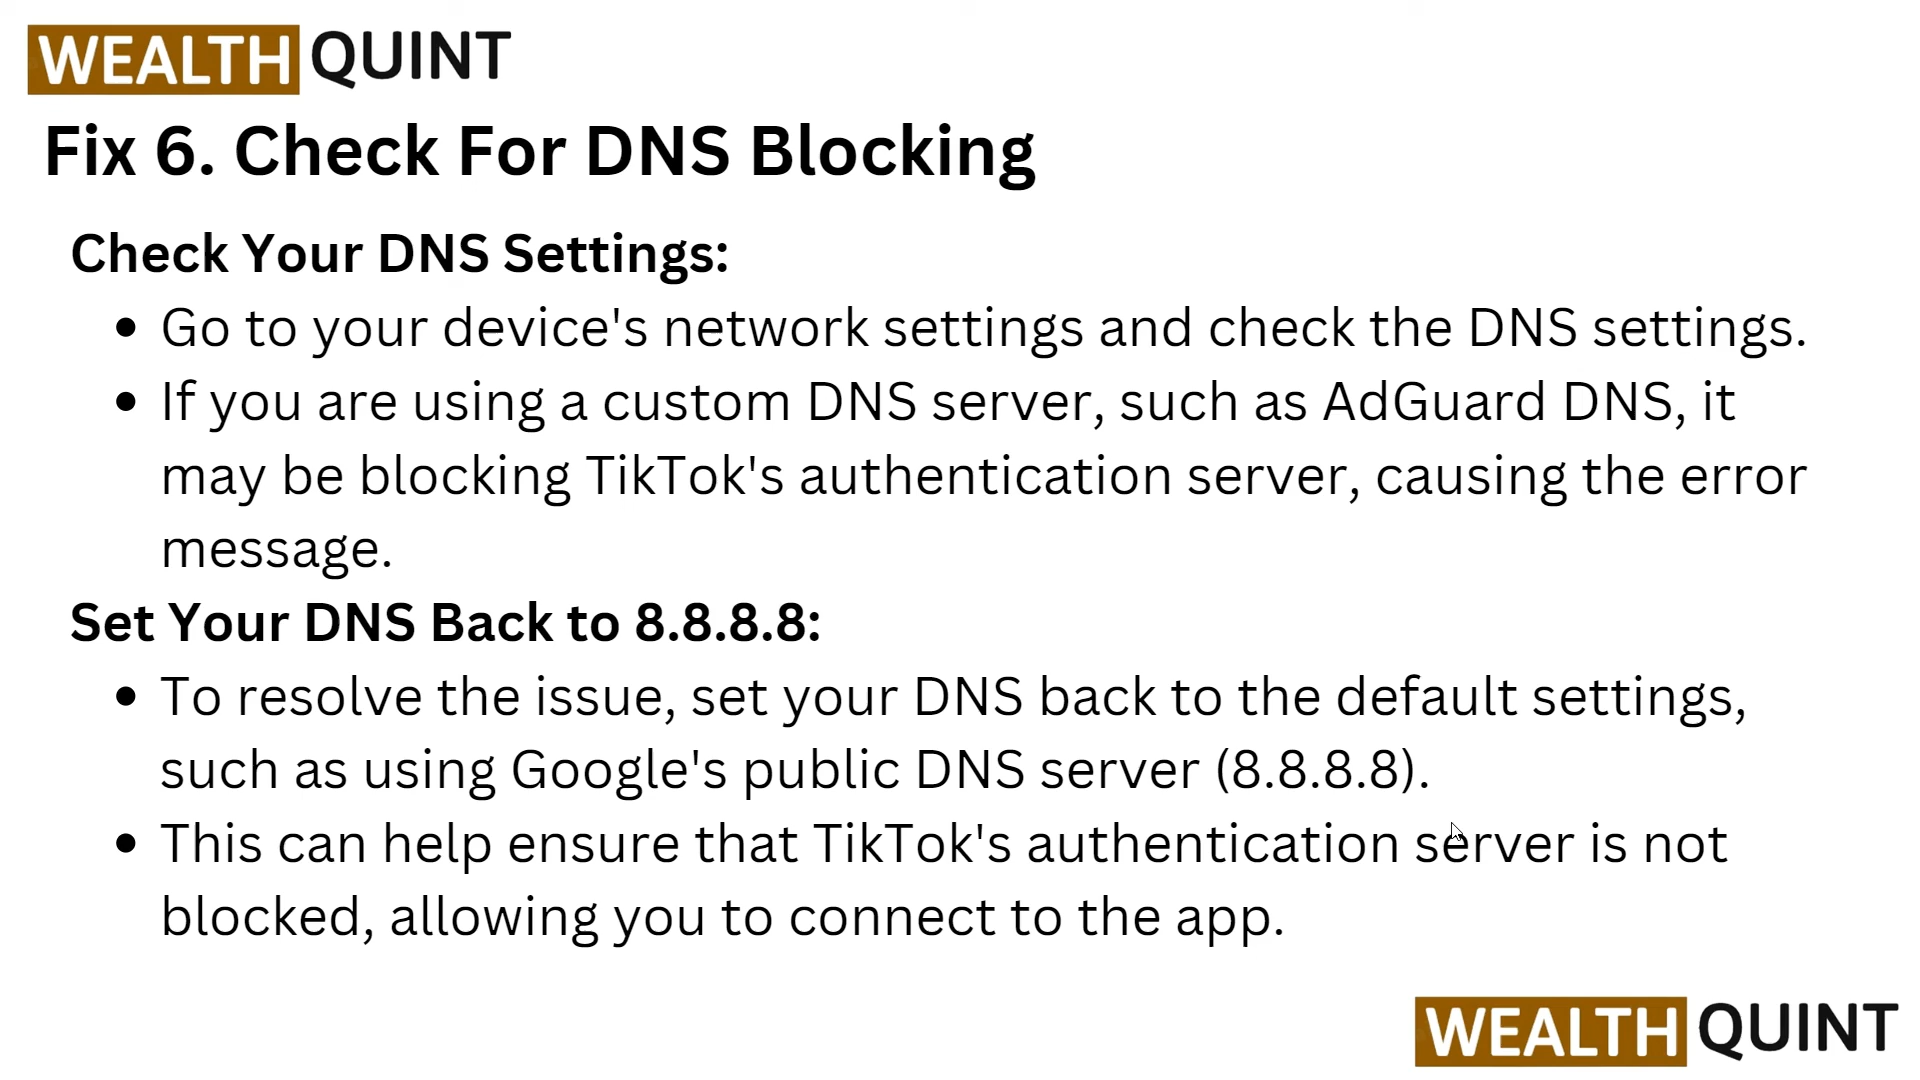 WEALTH QUINT
Fix 6. Check For DNS Blocking
Check Your DNS Settings:
• Go to your device's network settings and check the DNS settings.
• If you are using a custom DNS server, such as AdGuard DNS, it
may be blocking TikTok's authentication server, causing the error
message.
Set Your DNS Back to 8.8.8.8:
• To resolve the issue, set your DNS back to the default settings,
such as using Google's public DNS server (8.8.8.8).
• This can help ensure that TikTok's authentication server is not
blocked, allowing you to connect to the app.
WEALTH QUINT